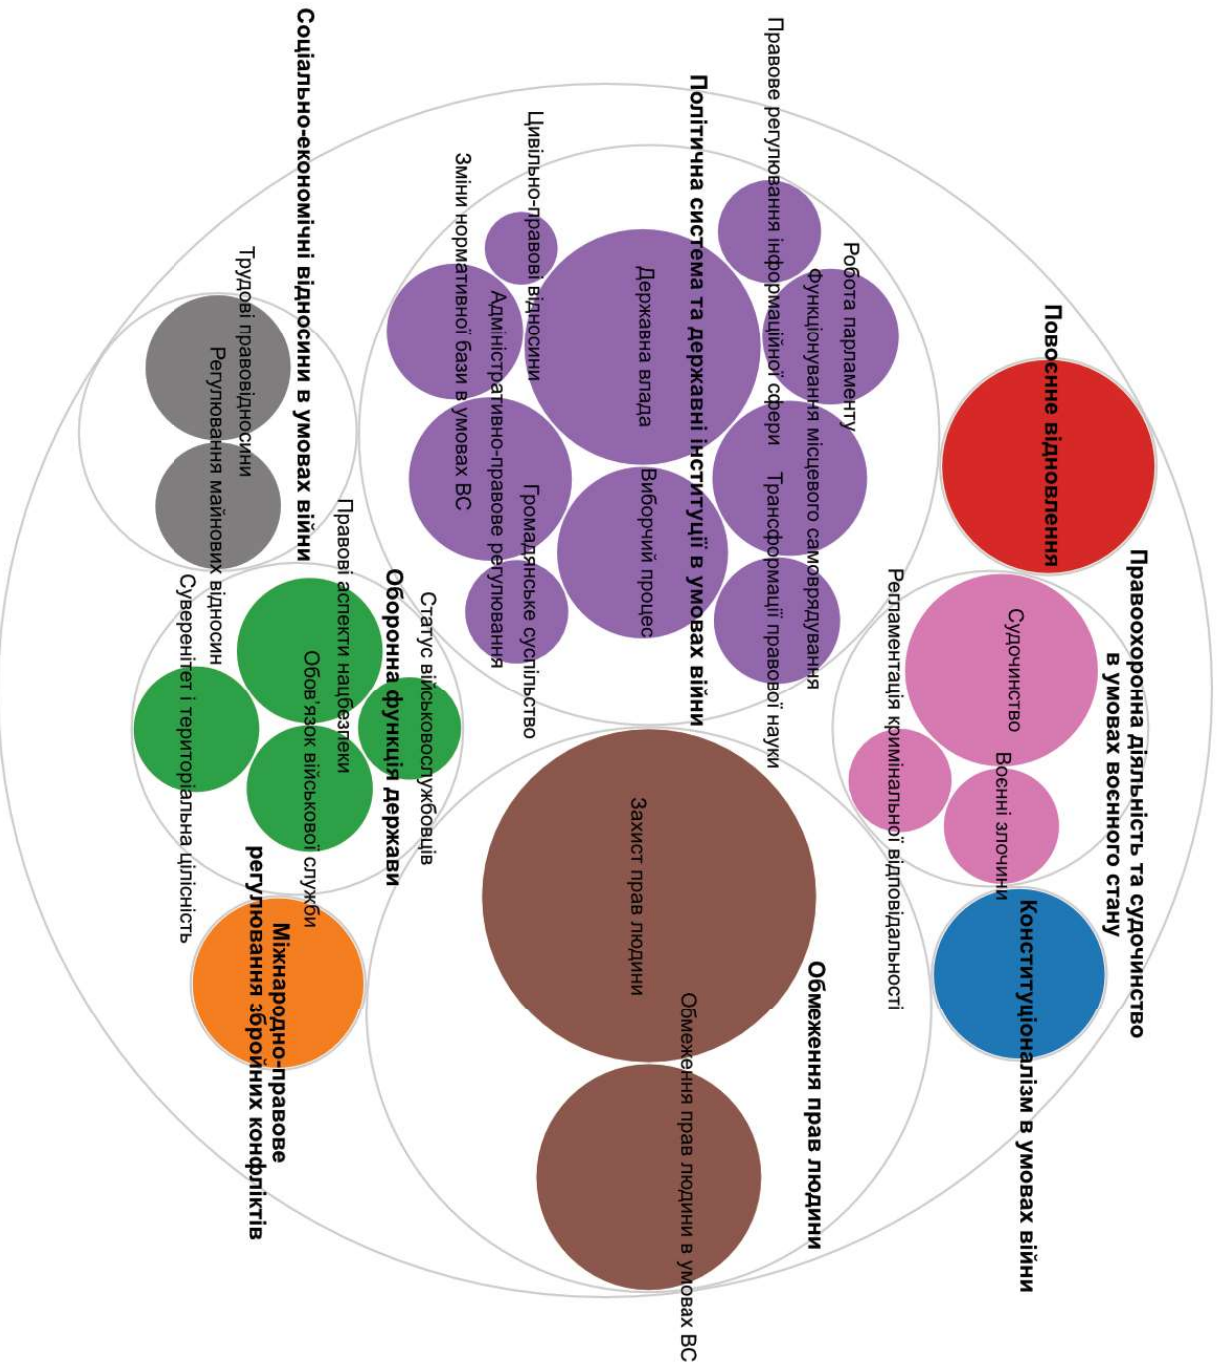 Повоєнне відновлення
Правоохоронна діяльність та судочинство
в умовах воєнного стану
Судочинство
Воєнні злочини
Регламентація кримінальної відповідальності
Конституціоналізм в умовах війни
Політична система та державні інституції в умовах війни
Робота парламенту
Функціонування місцевого самоврядування
Правове регулювання інформаційної сфери
Трансформації правової науки
Державна влада
Виборчий процес
Цивільно-правові відносини
Громадянське суспільство
Адміністративно-правове регулювання
Зміни нормативної бази в умовах ВС
Обмеження прав людини
Захист прав людини
Обмеження прав людини в умовах ВС
Соціально-економічні відносини в умовах війни
Трудові правовідносини
Регулювання майнових відносин
Оборонна функція держави
Статус військовослужбовців
Правові аспекти нацбезпеки
Обов'язок військової служби
Суверенітет і територіальна цілісність
Міжнародно-правове
регулювання збройних конфліктів